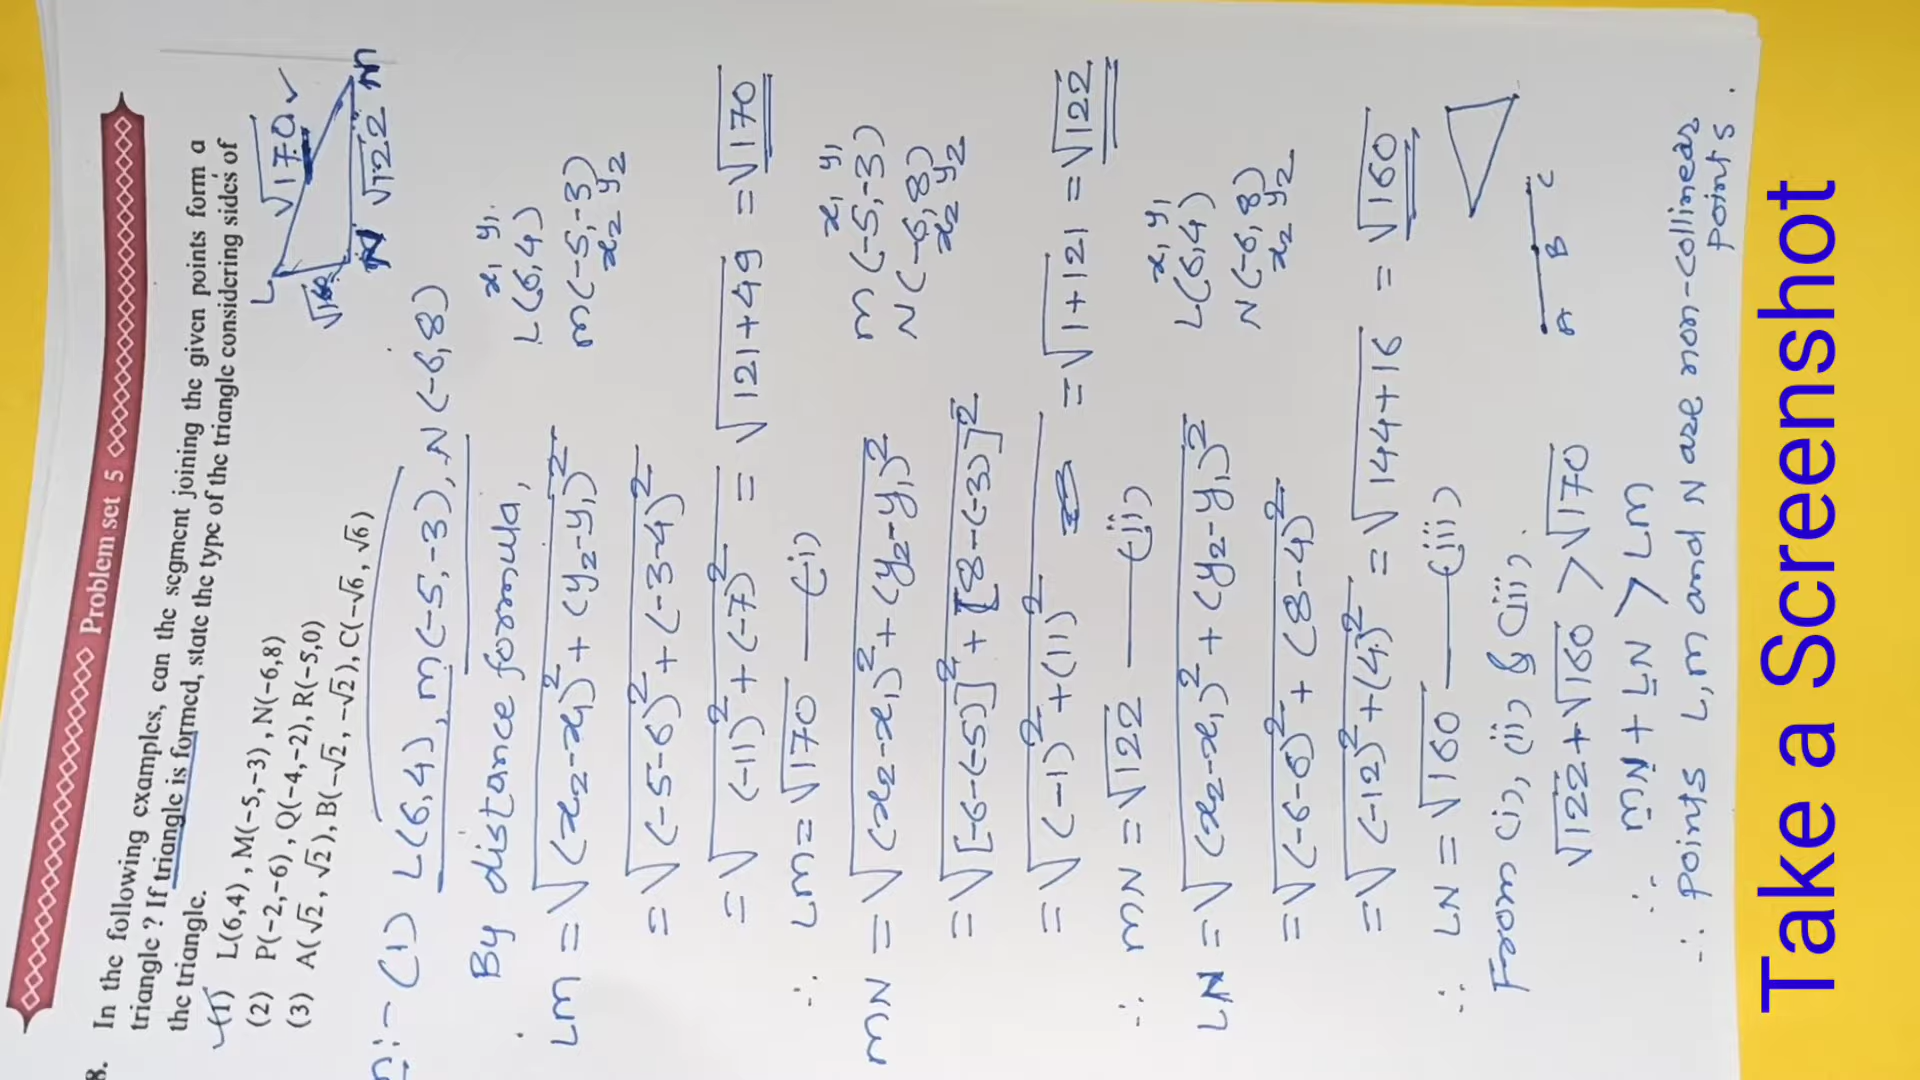 Problem set 5
8. In the following examples, can the segment joining the given points form a
triangle ? If triangle is formed, state the type of the triangle considering sides of
the triangle.
(1) L(6,4) , M(−5,−3) , N(−6,8)
(2) P(−2,−6) , Q(−4,−2), R(−5,0)
(3) A(√2, √2), B(−√2, −√2), C(−√6, √6)
L √170 ✓
N √122 M
n:- (1) L(6,4), M(-5,-3), N(-6,8)
By distance formula,
x₁ y₁
L(6,4)
M(-5,-3)
x₂ y₂
LM = √(x₂-x₁)² + (y₂-y₁)²
= √(-5-6)² + (-3-4)²
= √(-11)² + (-7)² = √121+49 = √170
∴ LM = √170 —— (i)
x₁ y₁
M(-5,-3)
N(-6,8)
x₂ y₂
MN = √(x₂-x₁)² + (y₂-y₁)²
= √[-6-(-5)]² + [8-(-3)]²
= √(-1)² + (11)² = √1+121 = √122
∴ MN = √122 —— (ii)
x₁ y₁
L(6,4)
N(-6,8)
x₂ y₂
LN = √(x₂-x₁)² + (y₂-y₁)²
= √(-6-6)² + (8-4)²
= √(-12)² + (4)² = √144+16 = √160
∴ LN = √160 —— (iii)
From (i), (ii) & (iii).
A B C
√122 + √160 > √170
∴ MN + LN > LM
∴ points L, M and N are non-collinear
points.
Take a Screenshot